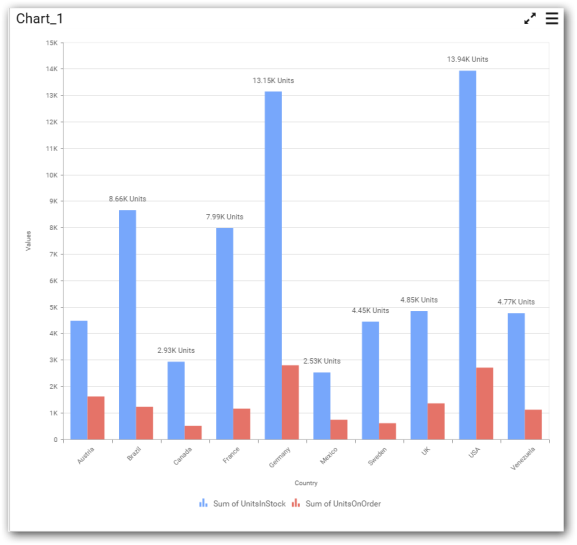 Chart_1
15K
14K
13.94K Units
13.15K Units
13K
12K
11K
10K
9K
8.66K Units
7.99K Units
8K
7K
Values
6K
5K
4.85K Units
4.77K Units
4.45K Units
4K
3K
2.93K Units
2.53K Units
2K
1K
0
Austria
Brazil
Canada
France
Germany
Mexico
Sweden
UK
USA
Venezuela
Country
Sum of UnitsInStock
Sum of UnitsOnOrder